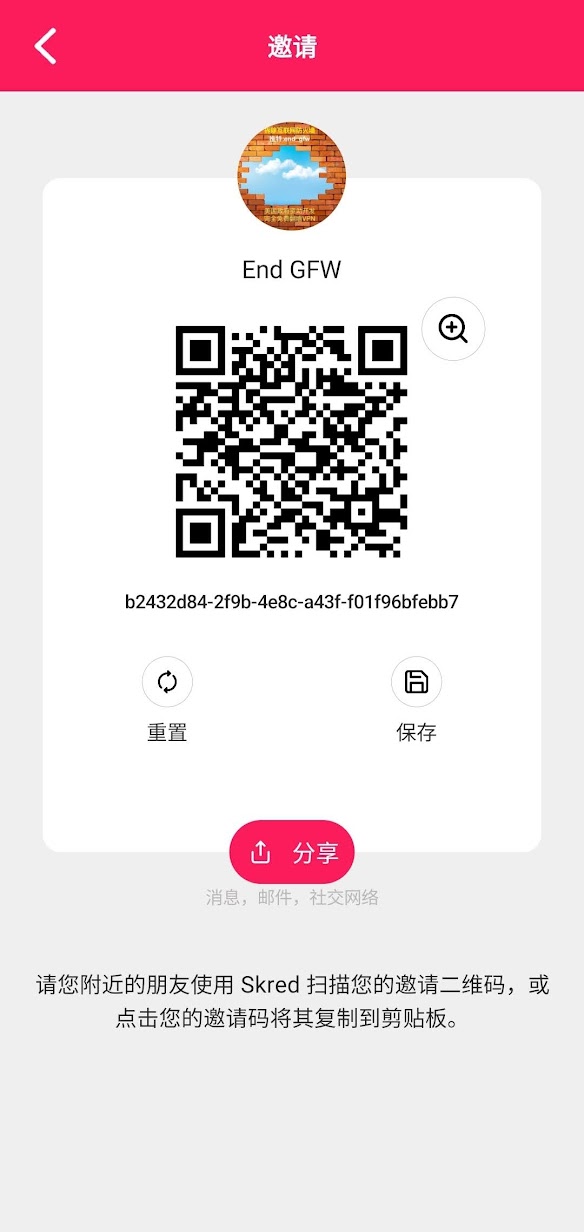 邀请
End GFW
b2432d84-2f9b-4e8c-a43f-f01f96bfebb7
重置
保存
分享
消息，邮件，社交网络
请您附近的朋友使用 Skred 扫描您的邀请二维码，或
点击您的邀请码将其复制到剪贴板。